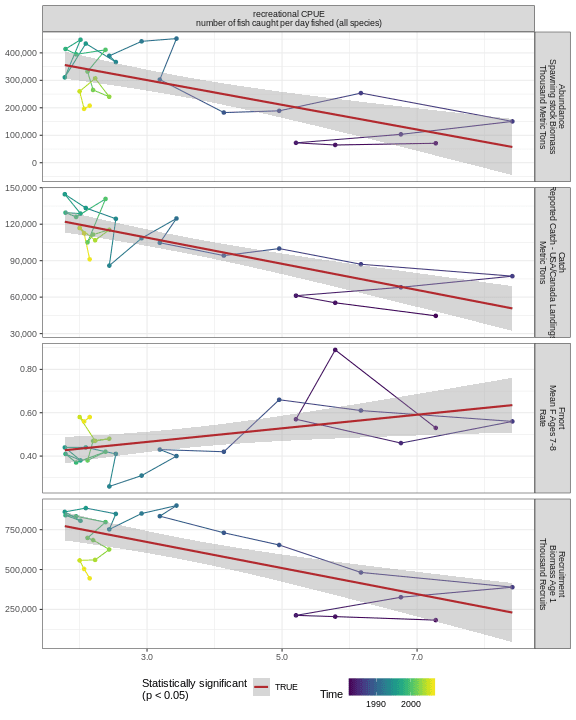 recreational CPUE
number of fish caught per day fished (all species)
400,000
300,000
200,000
100,000
0
Abundance
Spawning stock Biomass
Thousand Metric Tons
150,000
120,000
90,000
60,000
30,000
Catch
Reported Catch - USA/Canada Landings
Metric Tons
0.80
0.60
0.40
Fmort
Mean F Ages 7-8
Rate
750,000
500,000
250,000
Recruitment
Biomass Age 1
Thousand Recruits
3.0
5.0
7.0
Statistically significant
(p < 0.05)
TRUE
Time
1990
2000